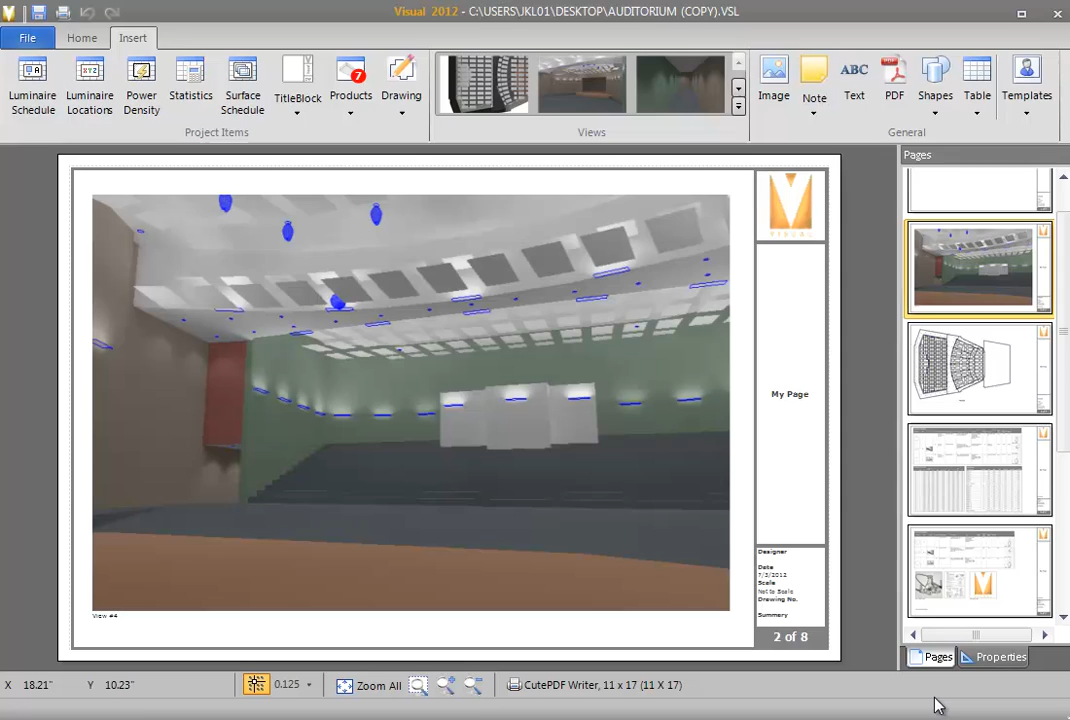 Visual 2012 - C:\USERS\JKL01\DESKTOP\AUDITORIUM (COPY).VSL
File Home Insert
Luminaire Schedule
Luminaire Locations
Power Density
Statistics
Surface Schedule
TitleBlock
7
Products
Drawing
Image
Note
ABC
Text
PDF
Shapes
Table
Templates
Project Items
Views
General
Pages
VISUAL
My Page
Designer
Date
7/3/2012
Scale
Not to Scale
Drawing No.
Summary
2 of 8
View #4
Pages Properties
X 18.21" Y 10.23" 0.125 Zoom All CutePDF Writer, 11 x 17 (11 X 17)